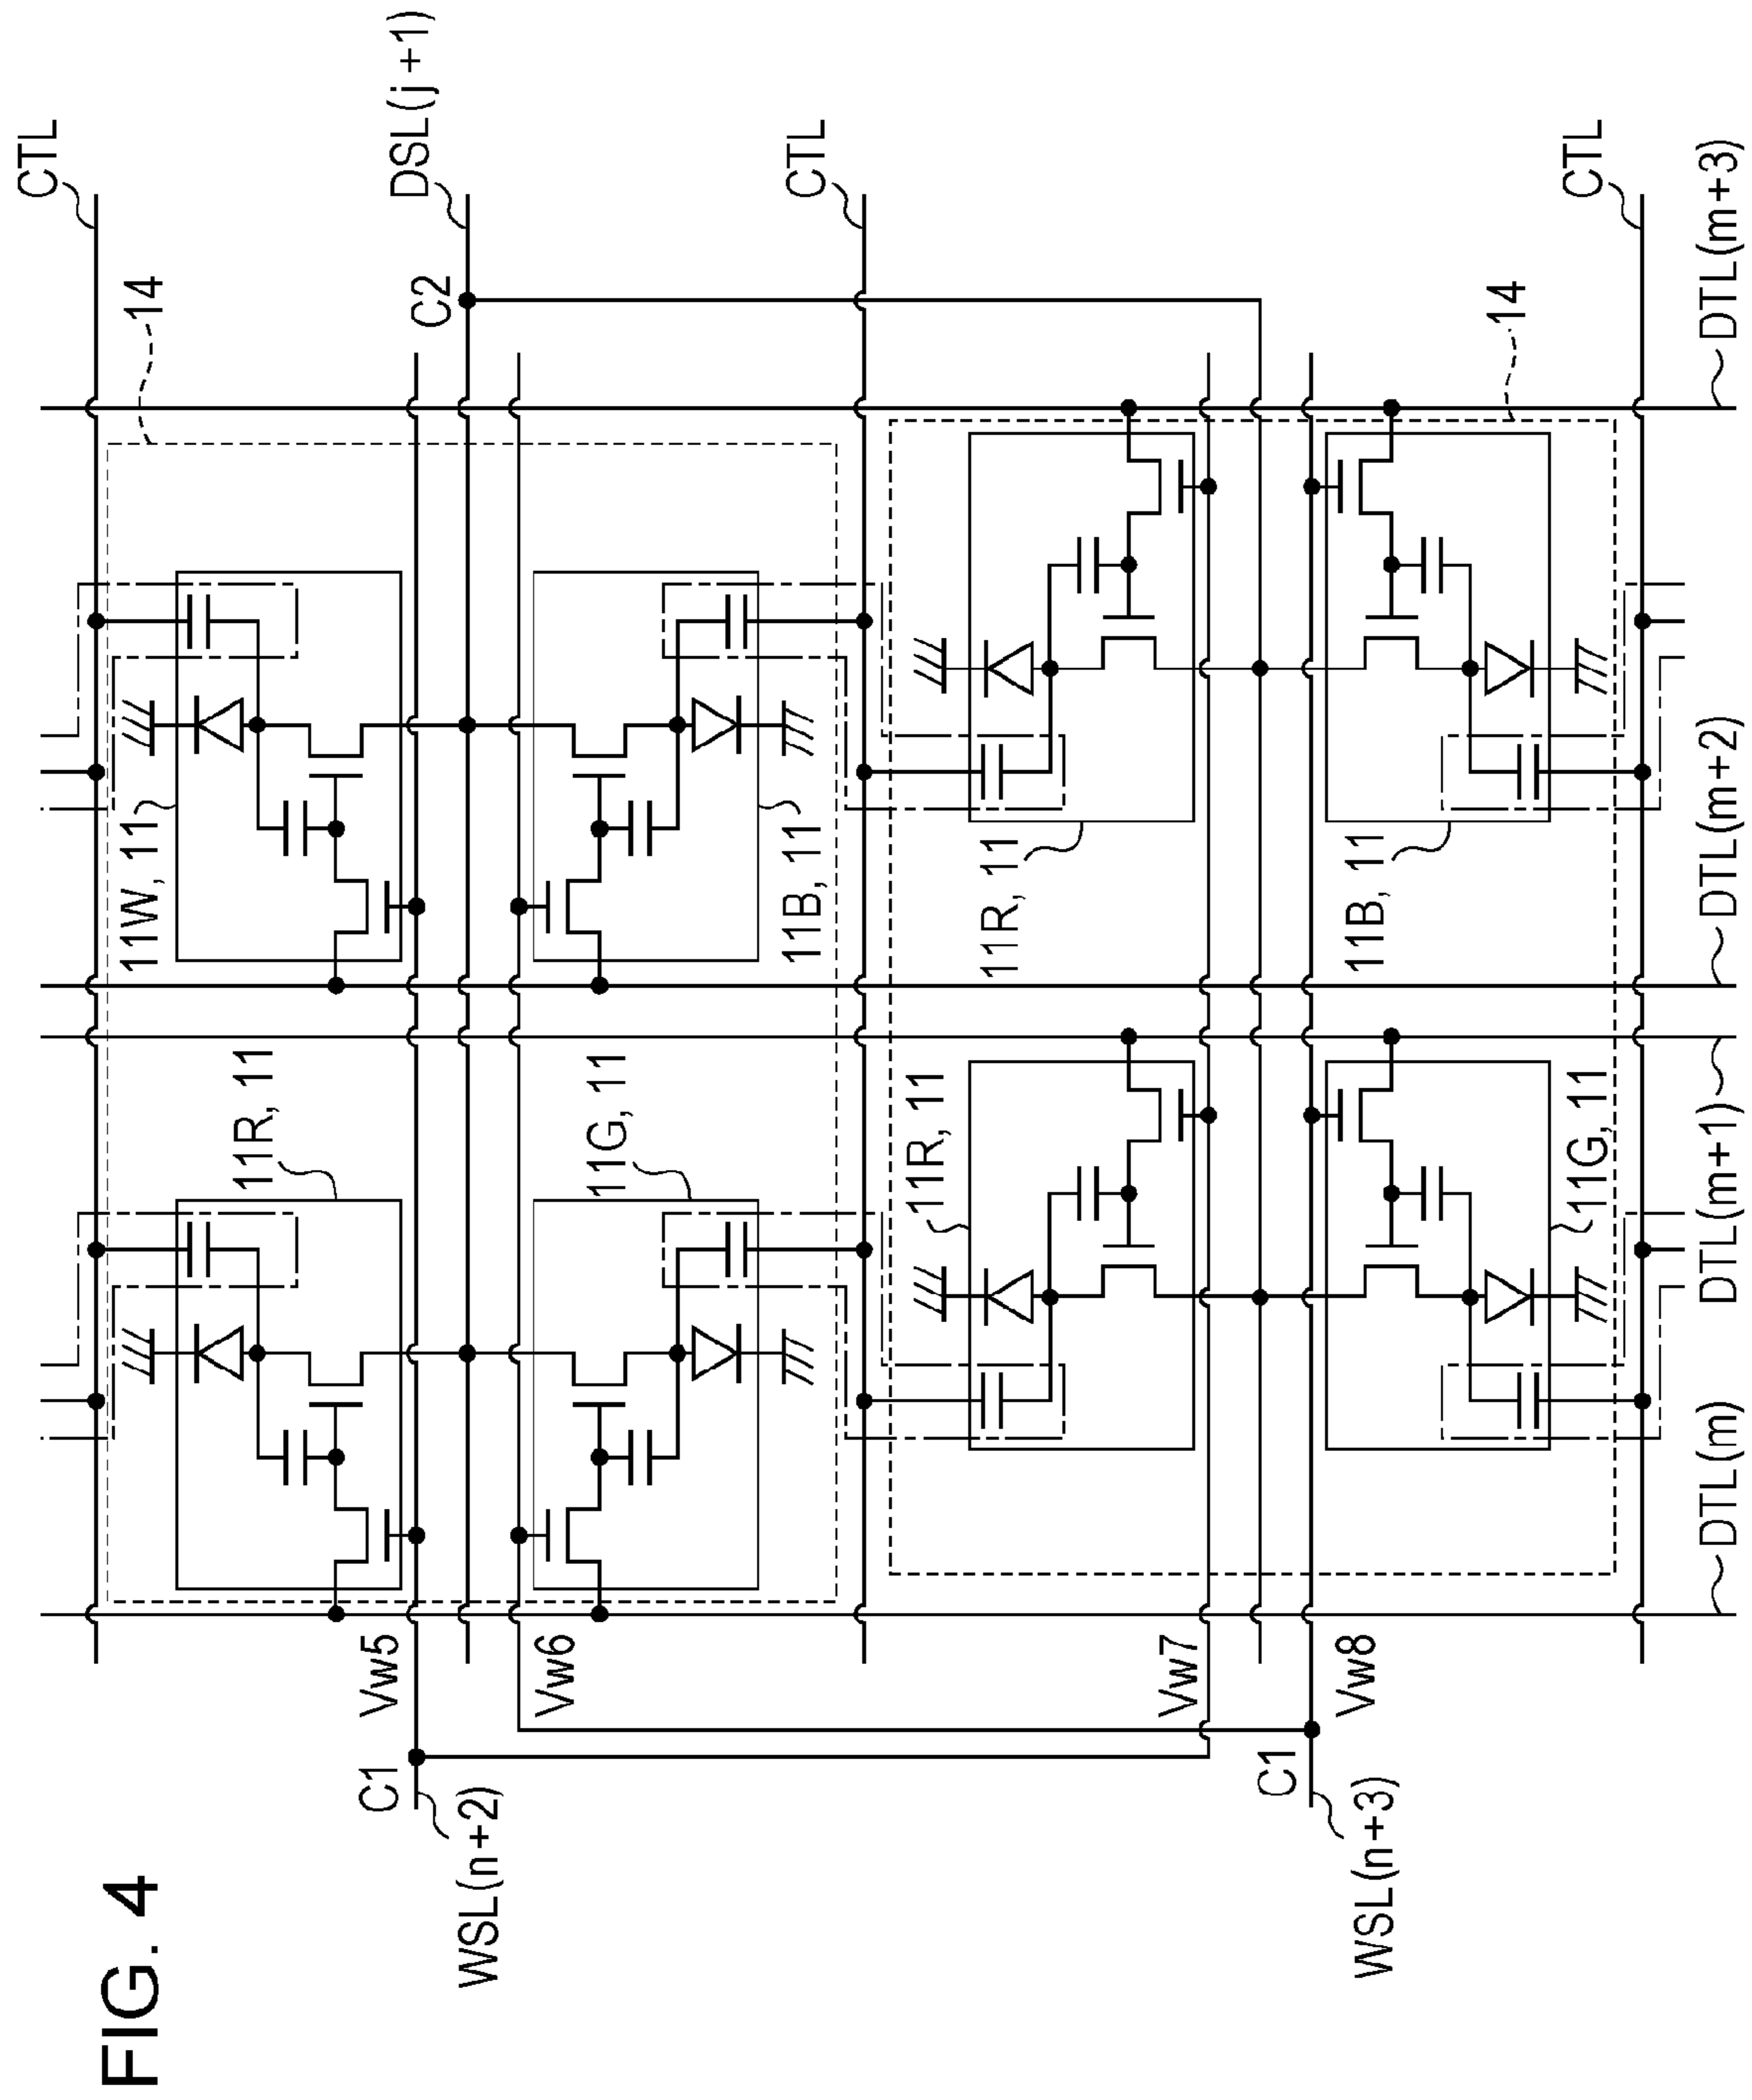 FIG. 4
CTL
DSL(j+1)
CTL
CTL
14
C2
14
DTL(m+3)
11W, 11
11B, 11
11R, 11
11B, 11
DTL(m+2)
11R, 11
11G, 11
11R, 11
11G, 11
DTL(m+1)
DTL(m)
Vw5
Vw6
Vw7
Vw8
C1
C1
WSL(n+2)
WSL(n+3)